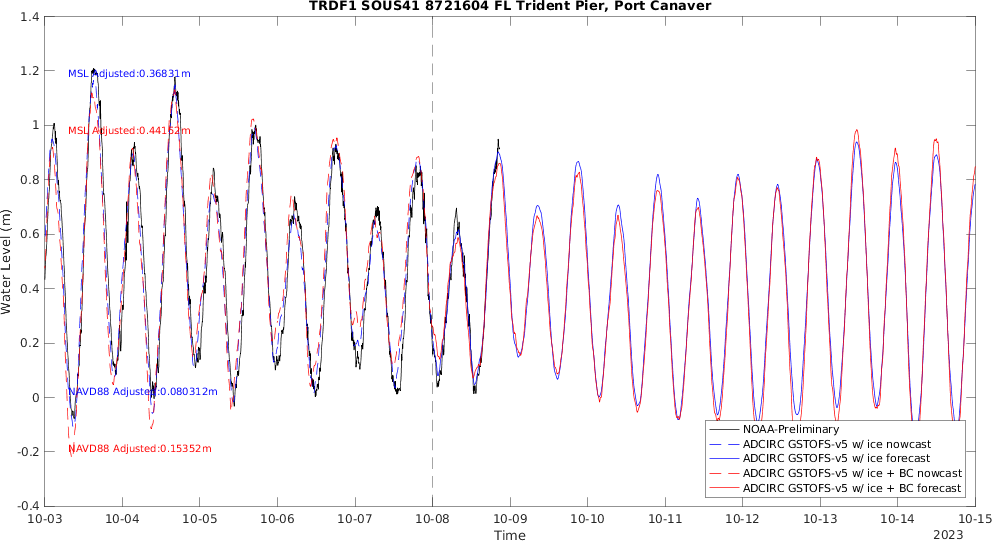 TRDF1 SOUS41 8721604 FL Trident Pier, Port Canaver
1.4
1.2
1
0.8
0.6
0.4
0.2
0
-0.2
-0.4
Water Level (m)
MSL Adjusted:0.36831m
MSL Adjusted:0.44152m
NAVD88 Adjusted:0.080312m
NAVD88 Adjusted:0.15352m
NOAA-Preliminary
ADCIRC GSTOFS-v5 w/ ice nowcast
ADCIRC GSTOFS-v5 w/ ice forecast
ADCIRC GSTOFS-v5 w/ ice + BC nowcast
ADCIRC GSTOFS-v5 w/ ice + BC forecast
10-03 10-04 10-05 10-06 10-07 10-08 10-09 10-10 10-11 10-12 10-13 10-14 10-15
Time
2023